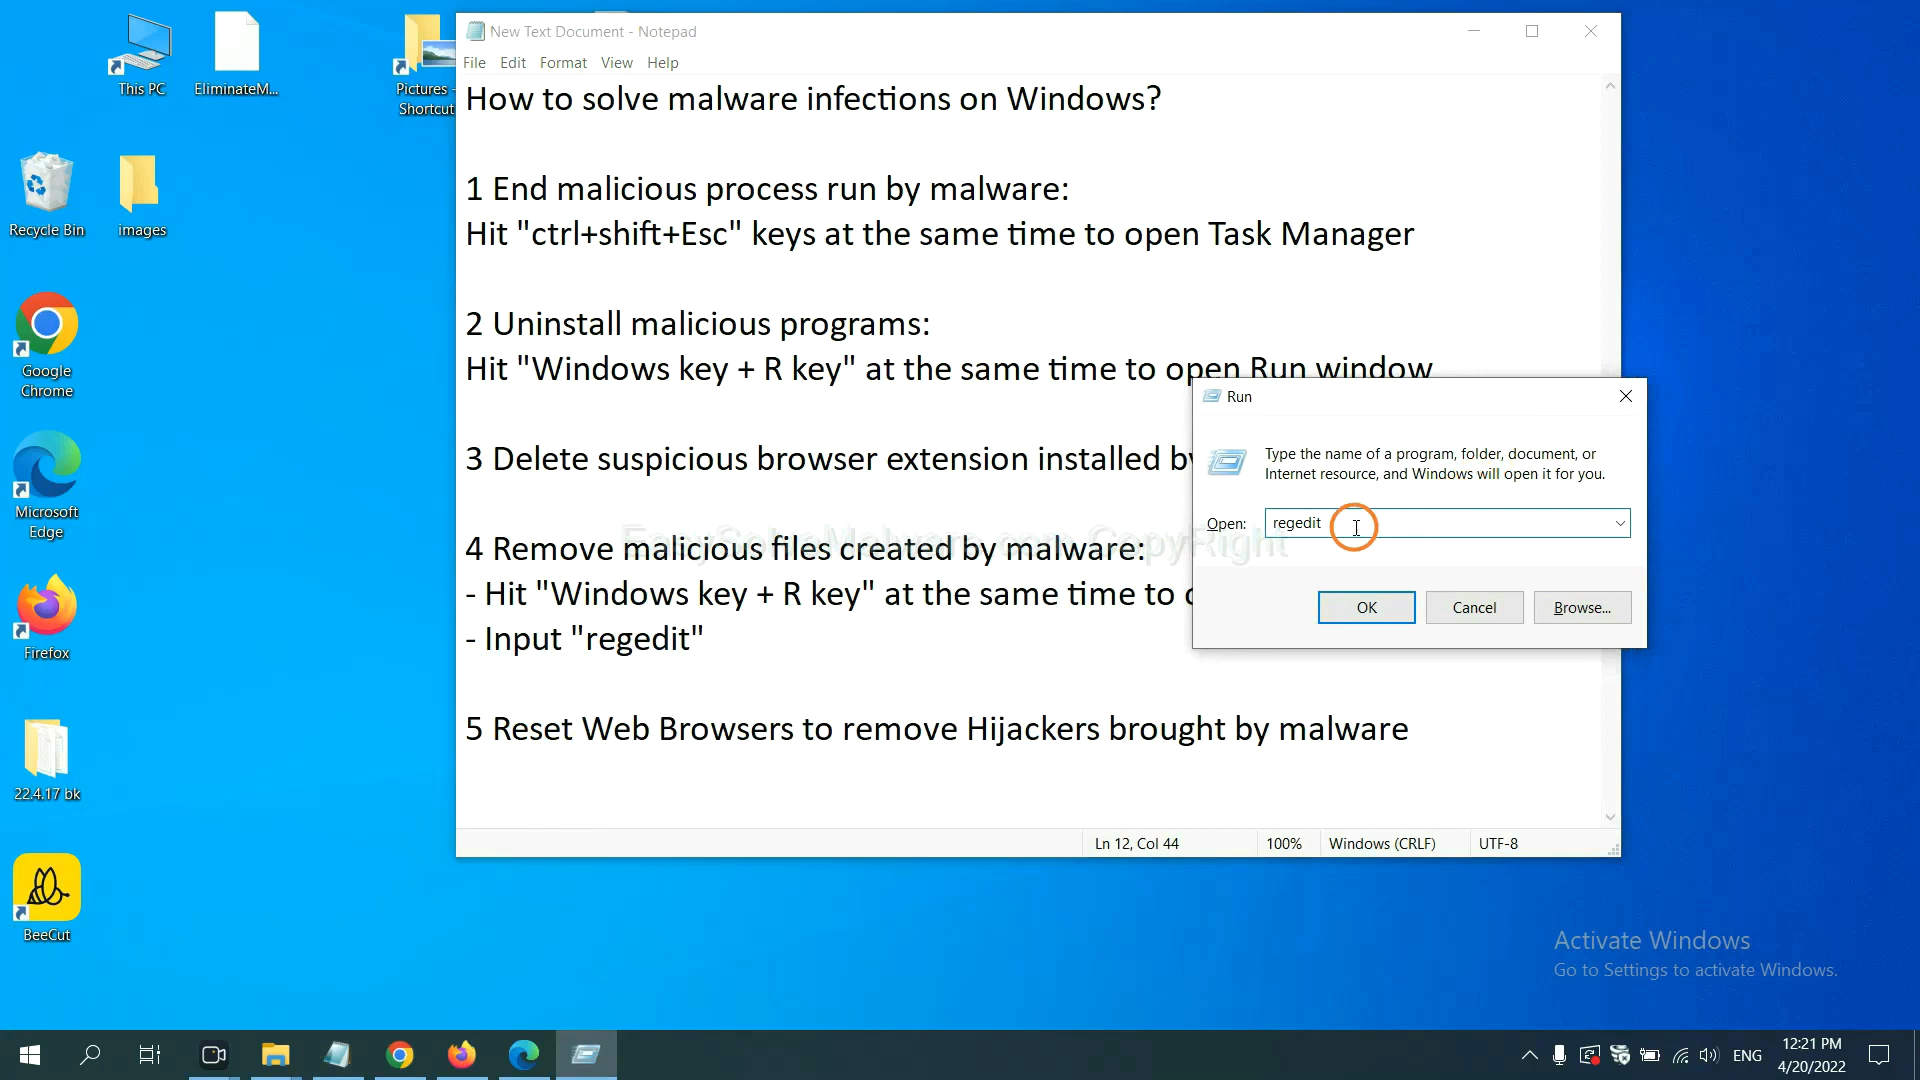 This PC
EliminateM...
Pictures -
Shortcut
Recycle Bin
images
Google
Chrome
Microsoft
Edge
Firefox
22.4.17 bk
BeeCut
New Text Document - Notepad
File Edit Format View Help
How to solve malware infections on Windows?
1 End malicious process run by malware:
Hit "ctrl+shift+Esc" keys at the same time to open Task Manager
2 Uninstall malicious programs:
Hit "Windows key + R key" at the same time to open Run window
3 Delete suspicious browser extension installed by
4 Remove malicious files created by malware:
- Hit "Windows key + R key" at the same time to
- Input "regedit"
5 Reset Web Browsers to remove Hijackers brought by malware
EasySolveMalware.com CopyRight
Ln 12, Col 44 100% Windows (CRLF) UTF-8
Run
Type the name of a program, folder, document, or
Internet resource, and Windows will open it for you.
Open: regedit
OK Cancel Browse...
Activate Windows
Go to Settings to activate Windows.
ENG
12:21 PM
4/20/2022